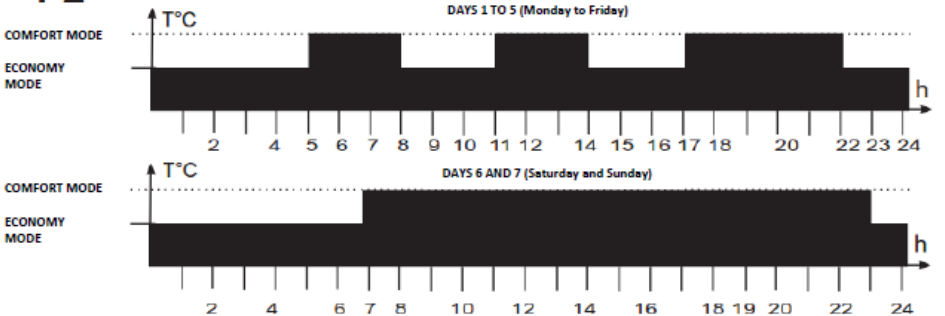 DAYS 1 TO 5 (Monday to Friday)
T°C
COMFORT MODE
ECONOMY
MODE
h
2 4 5 6 7 8 9 10 11 12 14 15 16 17 18 20 22 23 24
T°C
DAYS 6 AND 7 (Saturday and Sunday)
COMFORT MODE
ECONOMY
MODE
h
2 4 6 7 8 10 12 14 16 18 19 20 22 24